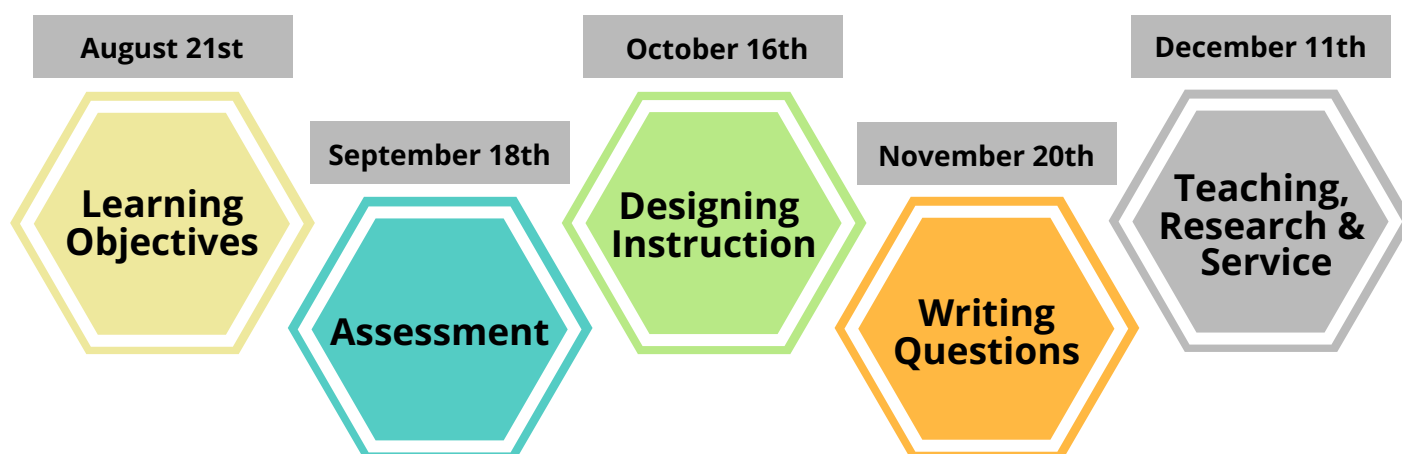 August 21st
Learning
Objectives
September 18th
Assessment
October 16th
Designing
Instruction
November 20th
Writing
Questions
December 11th
Teaching,
Research &
Service